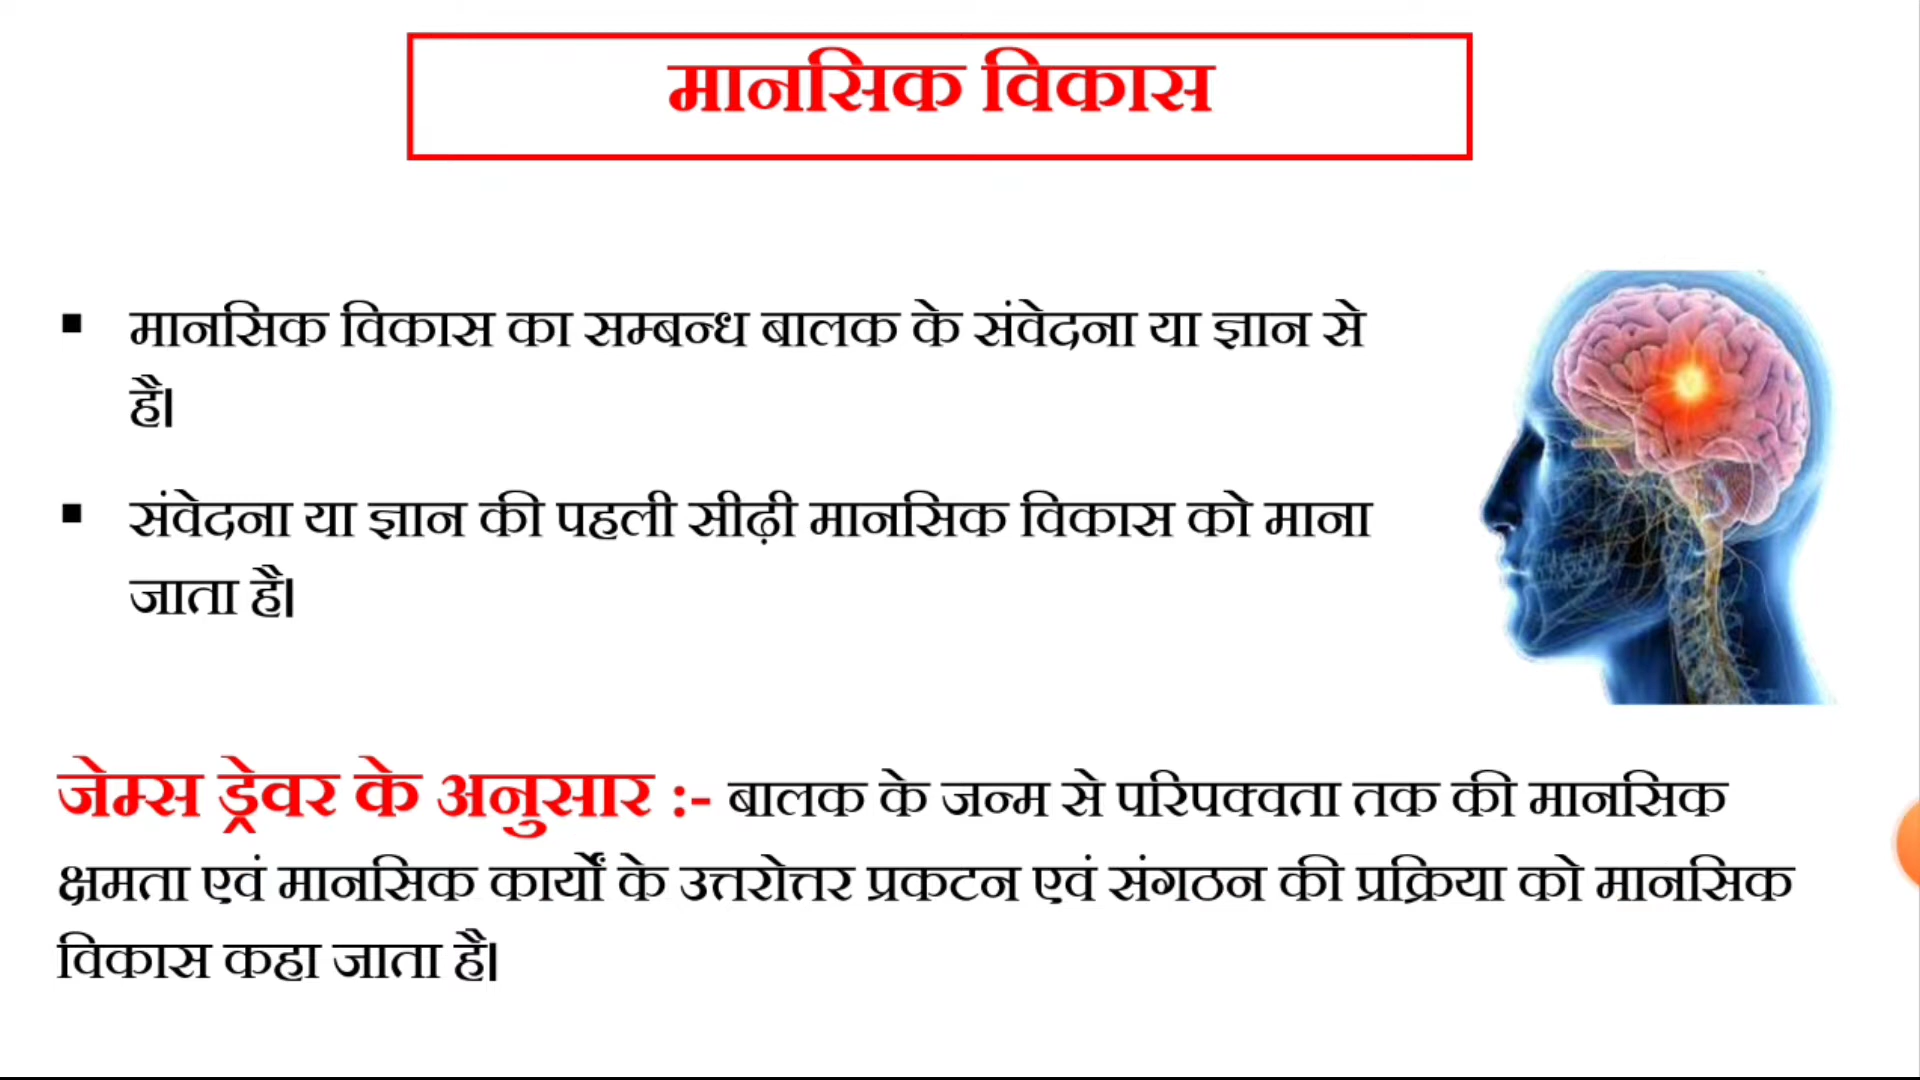 मानसिक विकास
▪ मानसिक विकास का सम्बन्ध बालक के संवेदना या ज्ञान से
है।
▪ संवेदना या ज्ञान की पहली सीढ़ी मानसिक विकास को माना
जाता है।
जेम्स ड्रेवर के अनुसार :- बालक के जन्म से परिपक्वता तक की मानसिक
क्षमता एवं मानसिक कार्यों के उत्तरोत्तर प्रकटन एवं संगठन की प्रक्रिया को मानसिक
विकास कहा जाता है।